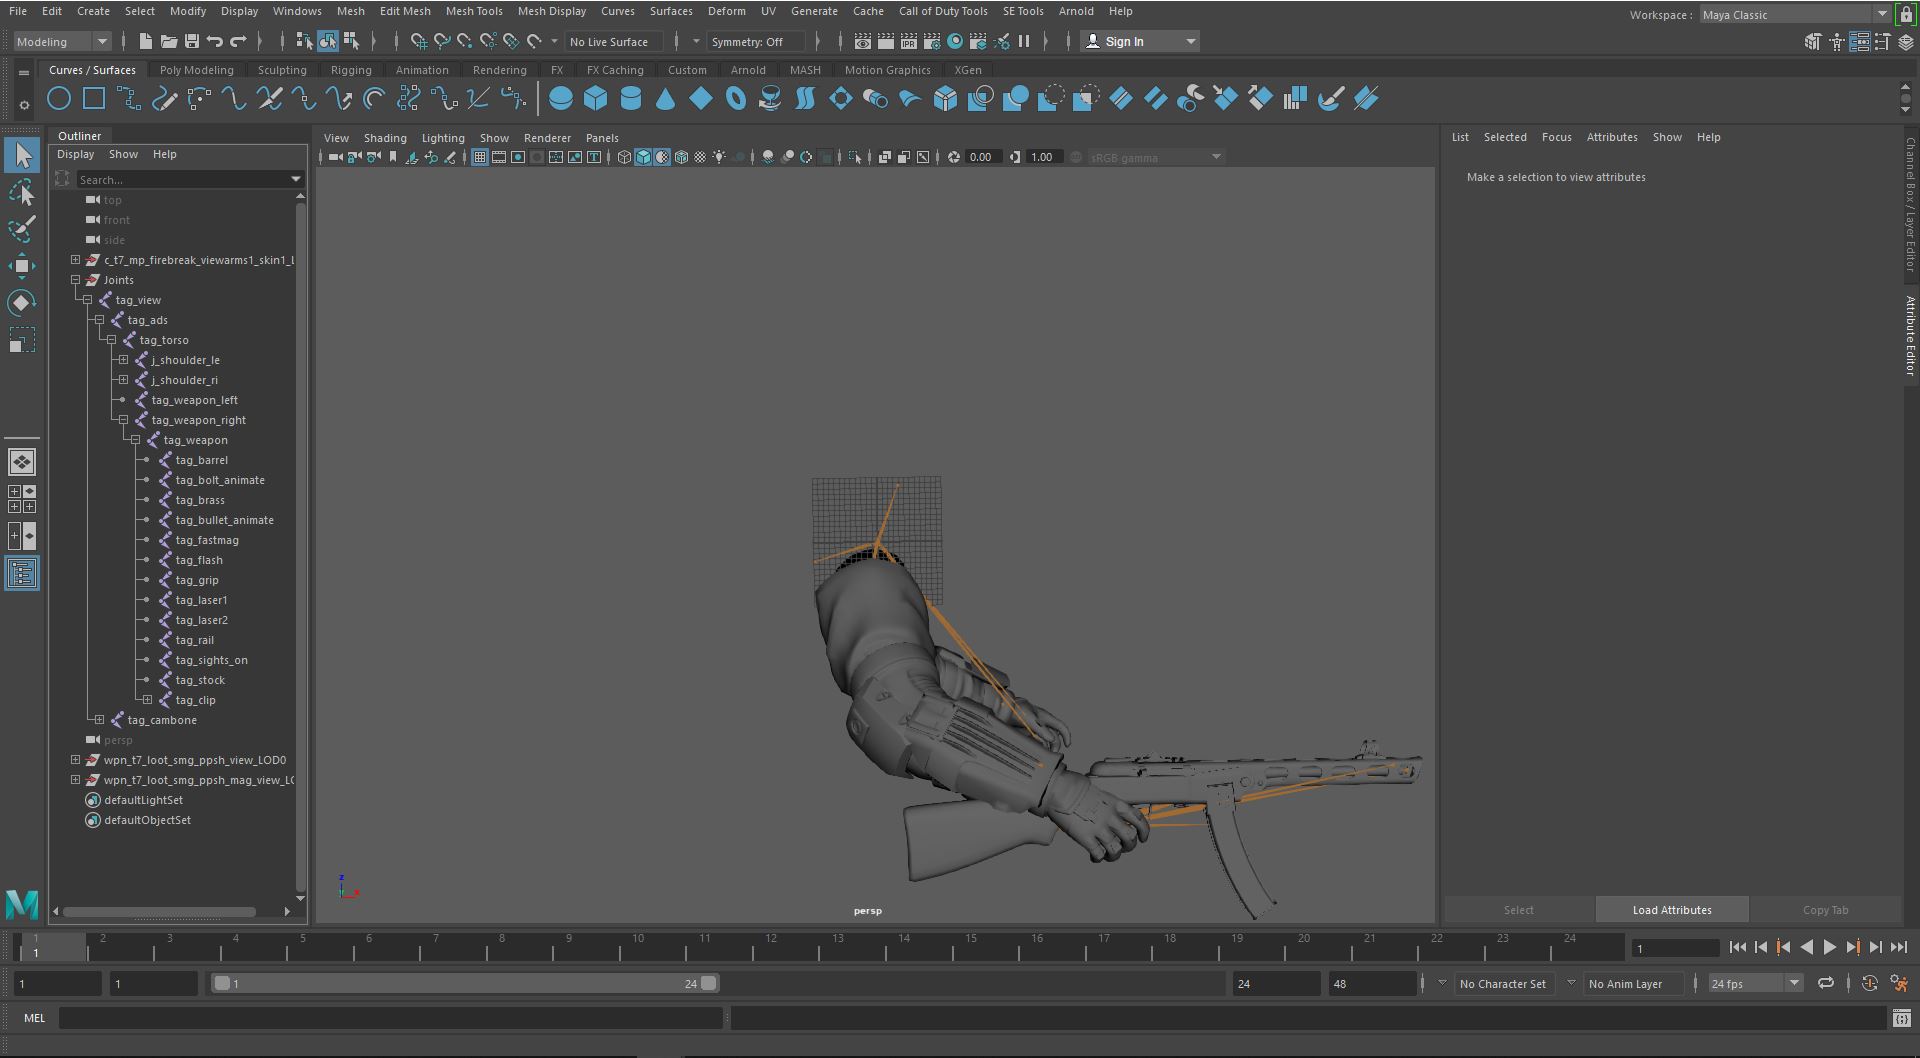 File Edit Create Select Modify Display Windows Mesh Edit Mesh Mesh Tools Mesh Display Curves Surfaces Deform UV Generate Cache Call of Duty Tools SE Tools Arnold Help
Workspace : Maya Classic
Modeling No Live Surface Symmetry: Off IPR Sign In
Curves / Surfaces Poly Modeling Sculpting Rigging Animation Rendering FX FX Caching Custom Arnold MASH Motion Graphics XGen
Outliner
Display Show Help
Search...
View Shading Lighting Show Renderer Panels
0.00 1.00 sRGB gamma
List Selected Focus Attributes Show Help
Make a selection to view attributes
Channel Box / Layer Editor
Attribute Editor
top
front
side
c_t7_mp_firebreak_viewarms1_skin1_L
Joints
tag_view
tag_ads
tag_torso
j_shoulder_le
j_shoulder_ri
tag_weapon_left
tag_weapon_right
tag_weapon
tag_barrel
tag_bolt_animate
tag_brass
tag_bullet_animate
tag_fastmag
tag_flash
tag_grip
tag_laser1
tag_laser2
tag_rail
tag_sights_on
tag_stock
tag_clip
tag_cambone
persp
wpn_t7_loot_smg_ppsh_view_LOD0
wpn_t7_loot_smg_ppsh_mag_view_LO
defaultLightSet
defaultObjectSet
z
x
persp
Select Load Attributes Copy Tab
1 2 3 4 5 6 7 8 9 10 11 12 13 14 15 16 17 18 19 20 21 22 23 24
1 1
1 1 1 24 24 48 No Character Set No Anim Layer 24 fps
MEL